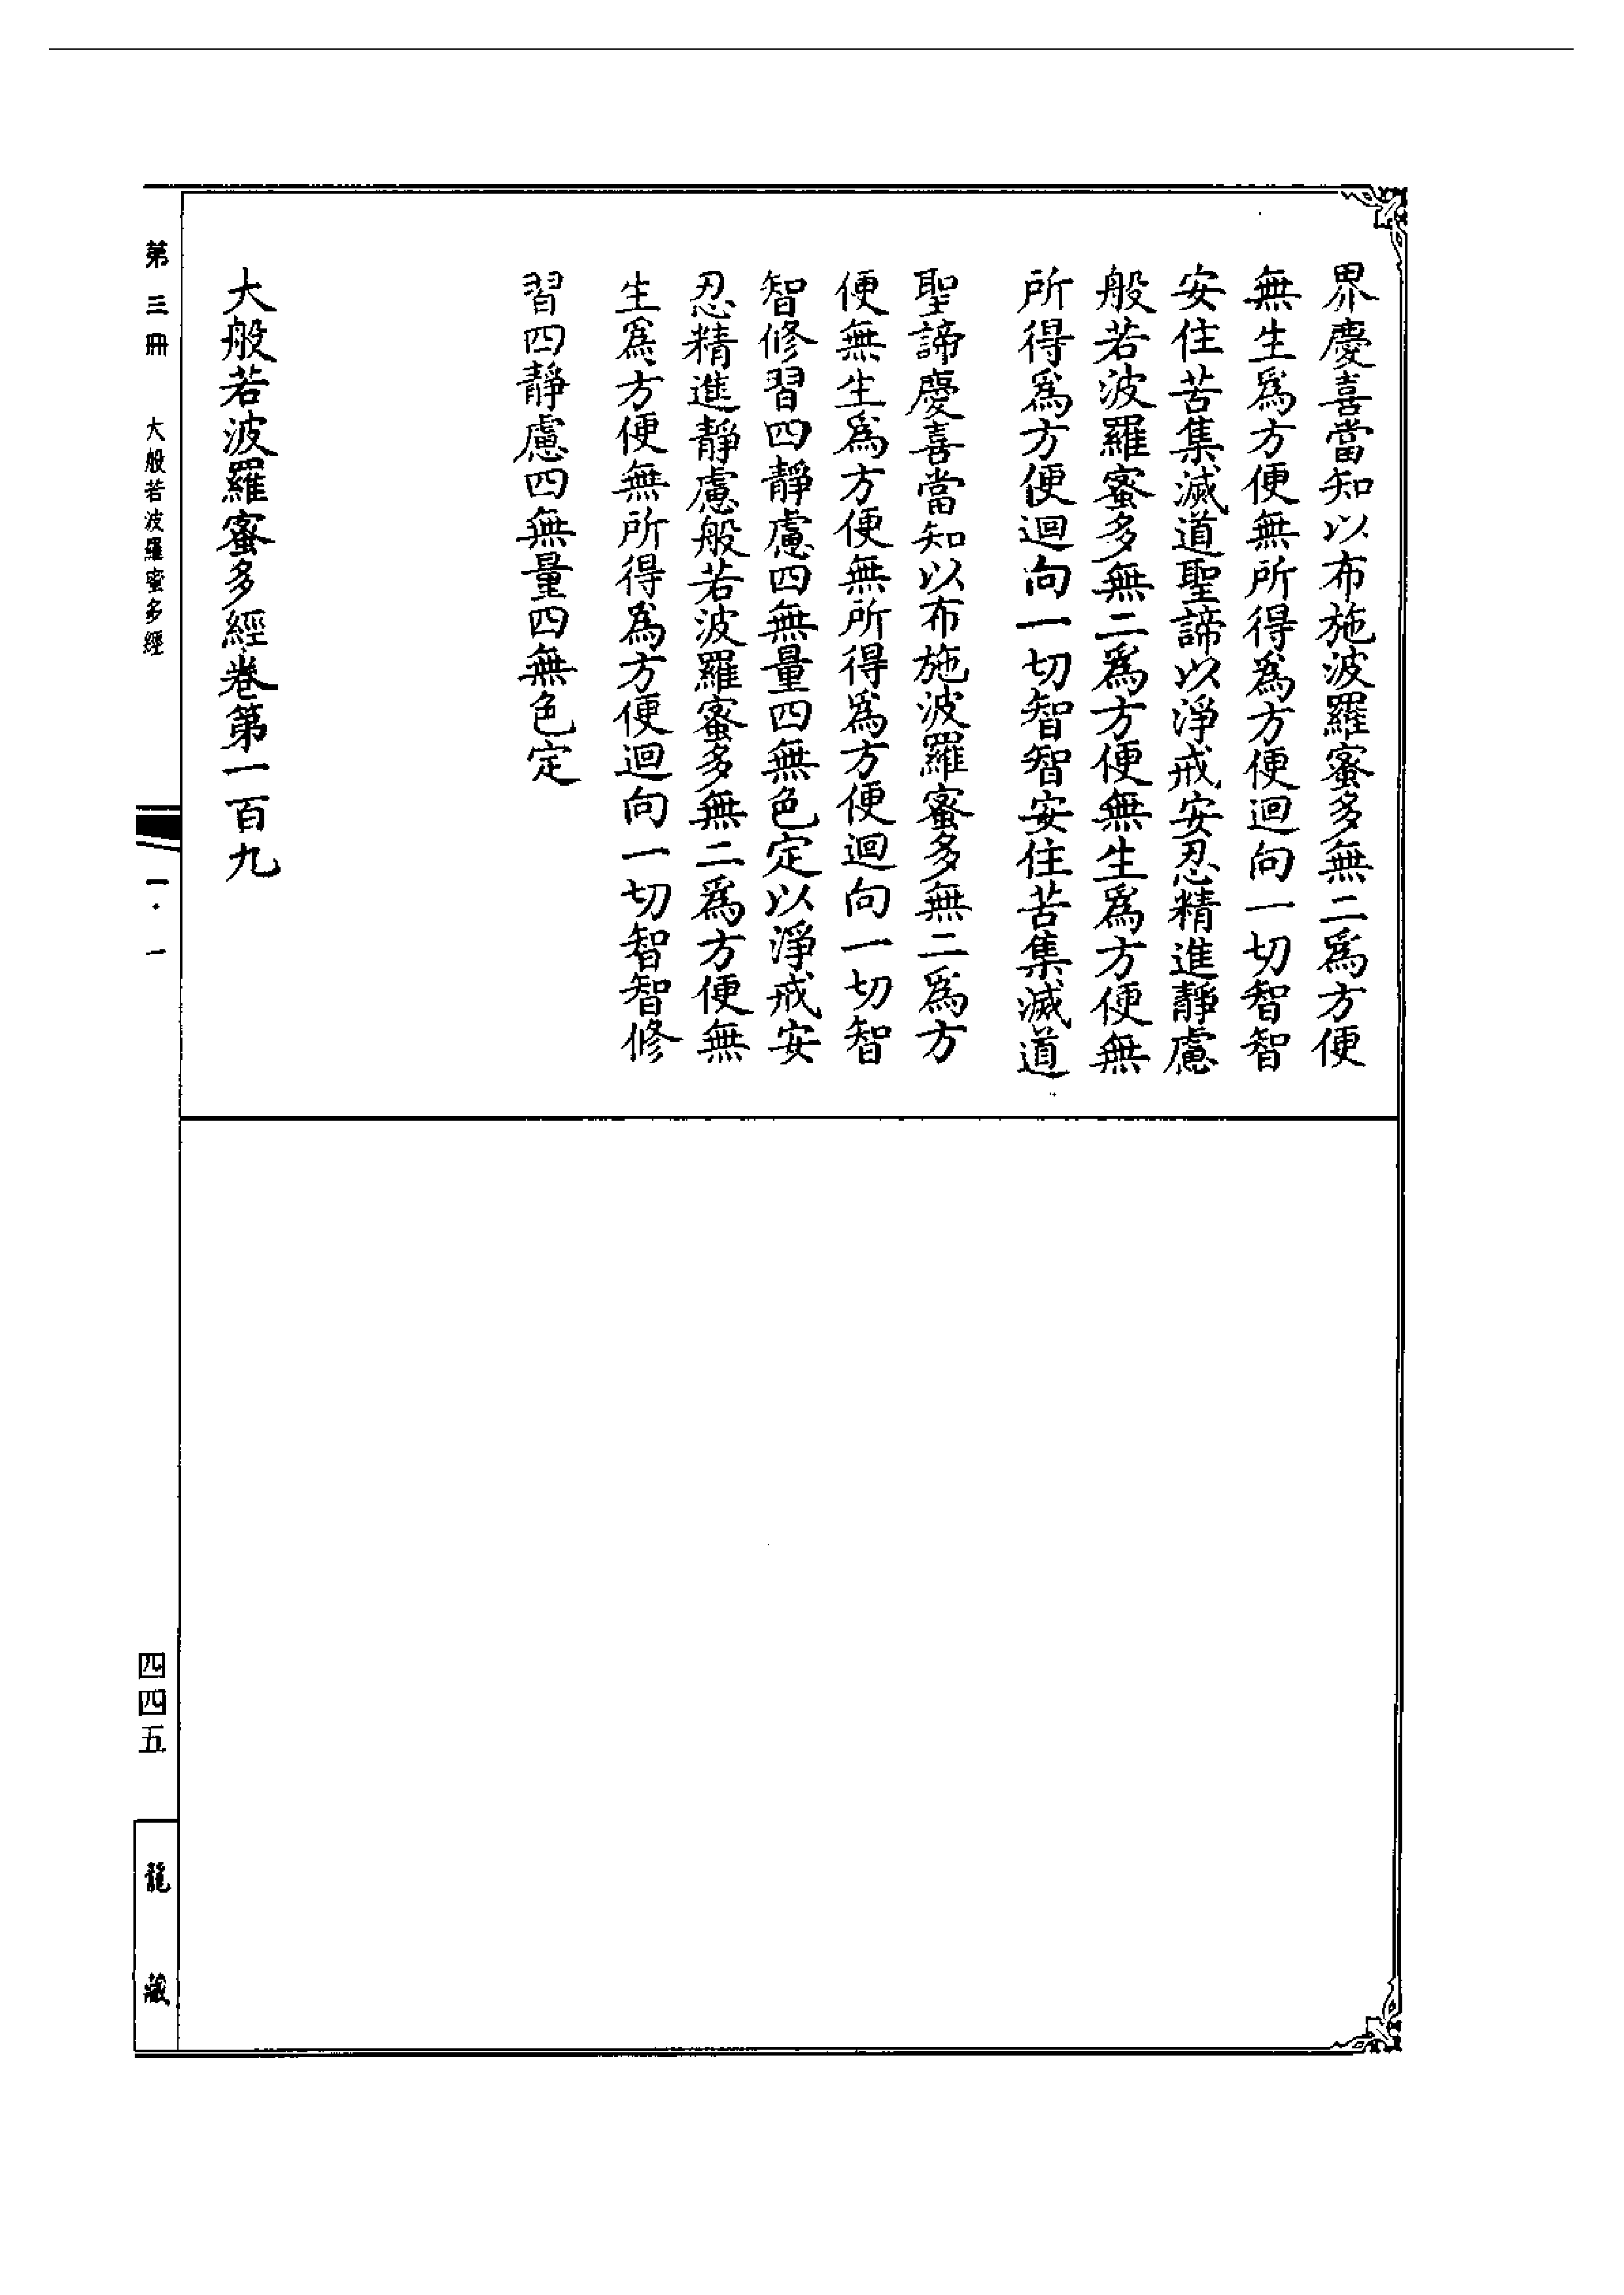 界慶喜當知以布施波羅蜜多無二爲方便
無生爲方便無所得爲方便迴向一切智智
安住苦集滅道聖諦以淨戒安忍精進靜慮
般若波羅蜜多無二爲方便無生爲方便無
所得爲方便迴向一切智智安住苦集滅道
聖諦慶喜當知以布施波羅蜜多無二爲方
便無生爲方便無所得爲方便迴向一切智
智修習四靜慮四無量四無色定以淨戒安
忍精進靜慮般若波羅蜜多無二爲方便無
生爲方便無所得爲方便迴向一切智智修
習四靜慮四無量四無色定
大般若波羅蜜多經卷第一百九
第三冊 大般若波羅蜜多經 一·一 四四五 龍藏